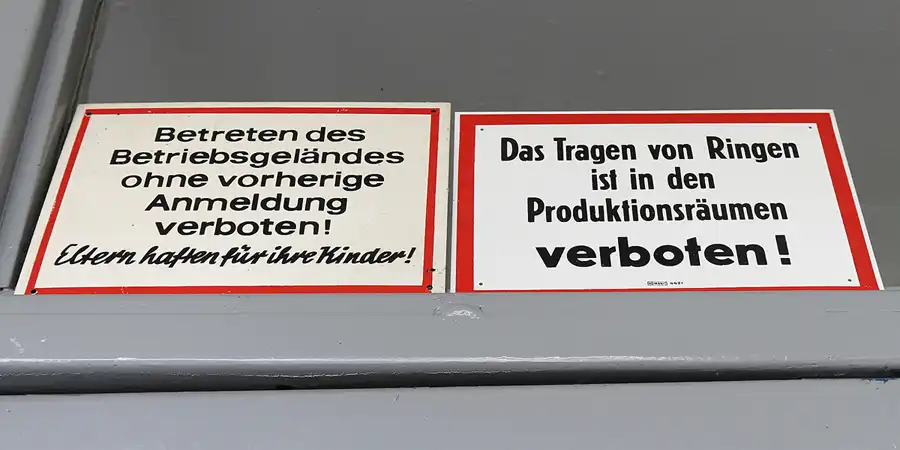 Betreten des
Betriebsgeländes
ohne vorherige
Anmeldung
verboten!
Eltern haften für ihre Kinder!
Das Tragen von Ringen
ist in den
Produktionsräumen
verboten!